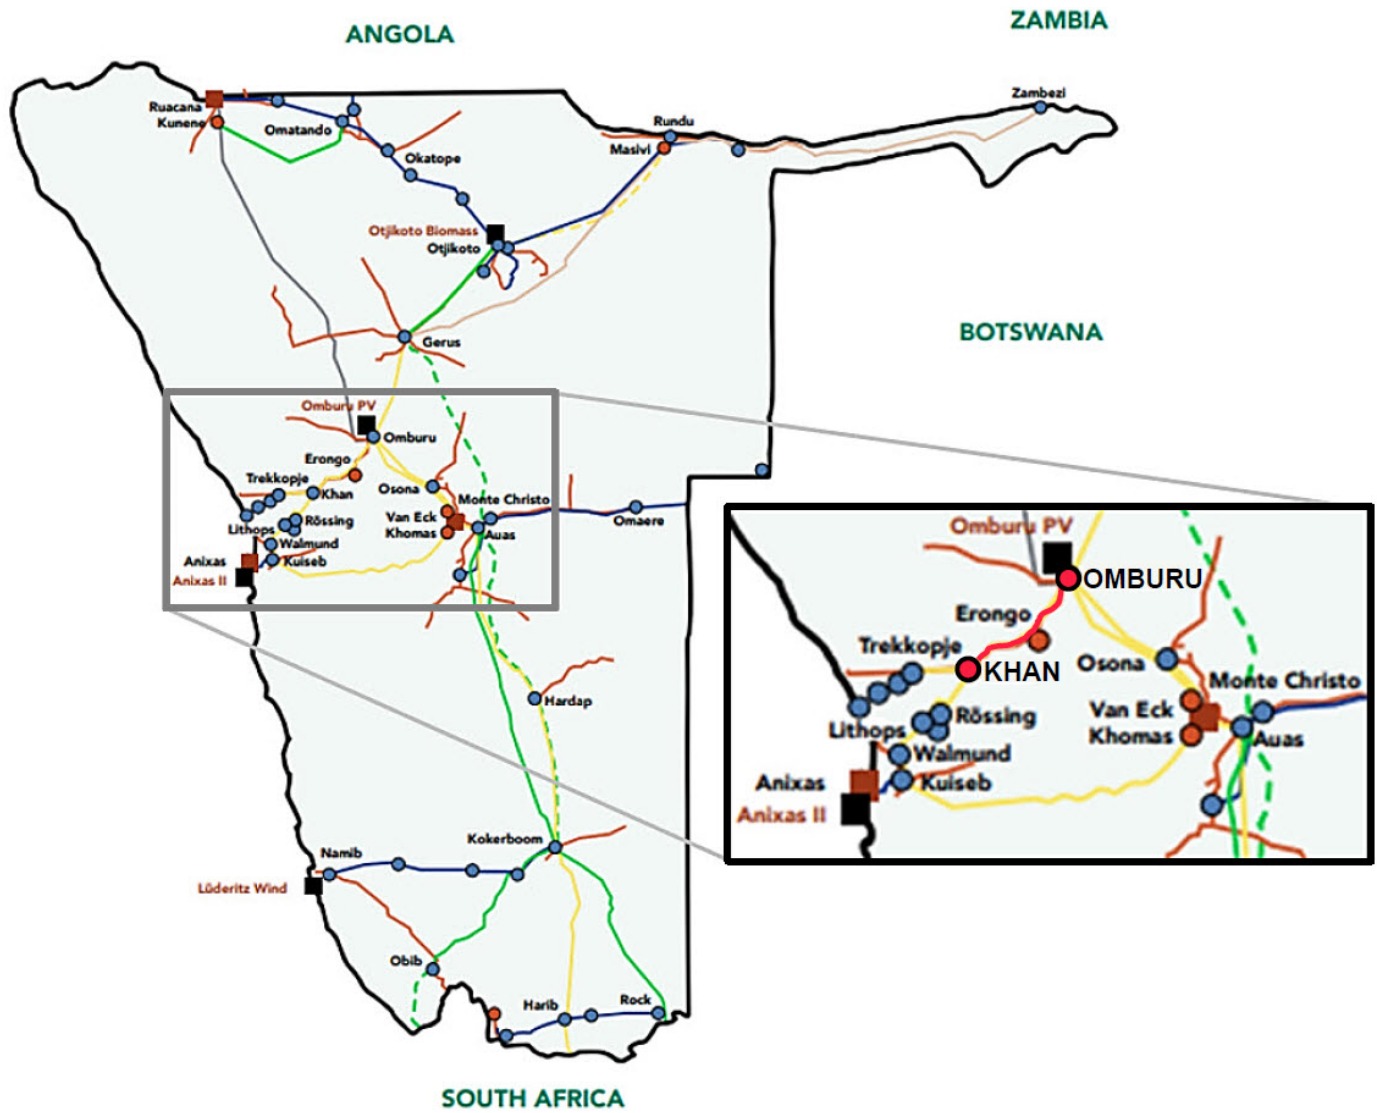 ZAMBIA
ANGOLA
Zambezi
Ruacana
Kunene
Omatando
Rundu
Masivi
Okatope
Otjikoto Biomass
Otjikoto
BOTSWANA
Gerus
Omburu PV
Omburu
Erongo
Trekkopje
Khan
Osona
Monte Christo
Lithops
Rössing
Van Eck
Khomas
Omaere
Auas
Walmund
Anixas
Kuiseb
Anixas II
Hardap
Kokerboom
Namib
Lüderitz Wind
Obib
Harib
Rock
SOUTH AFRICA
Omburu PV
OMBURU
Erongo
Trekkopje
KHAN
Osona
Monte Christo
Lithops
Rössing
Van Eck
Khomas
Auas
Walmund
Anixas
Kuiseb
Anixas II